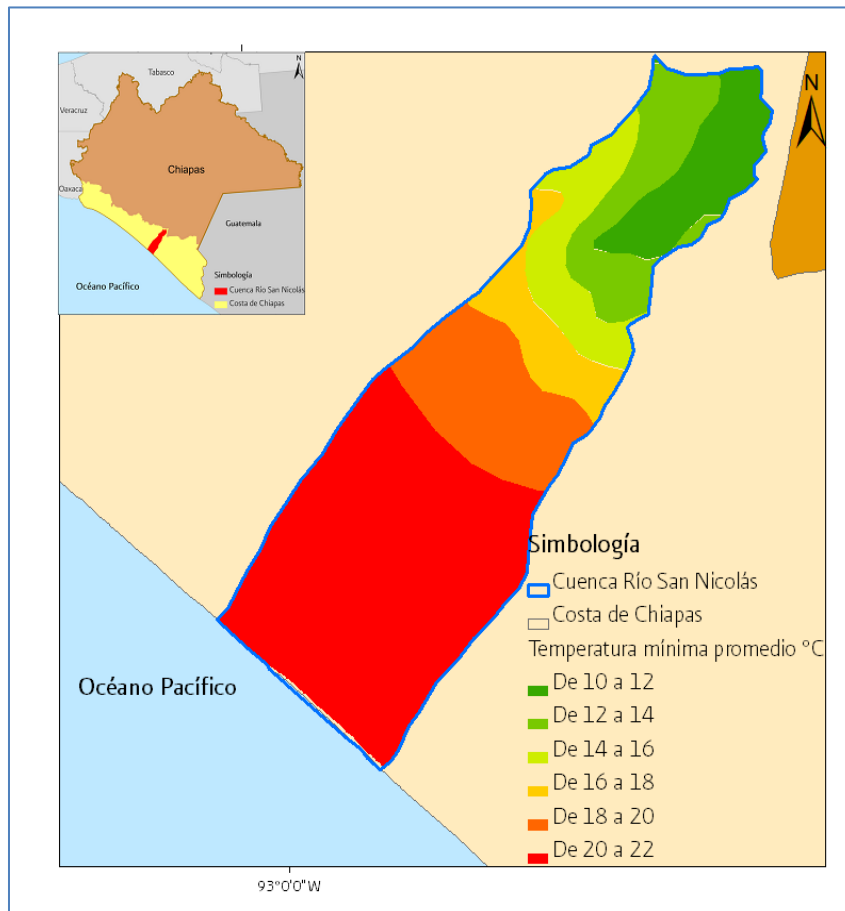 N
Tabasco
Veracruz
Chiapas
Oaxaca
Guatemala
Simbología
Océano Pacífico
Cuenca Río San Nicolás
Costa de Chiapas
N
Simbología
Cuenca Río San Nicolás
Costa de Chiapas
Temperatura mínima promedio °C
De 10 a 12
De 12 a 14
De 14 a 16
De 16 a 18
De 18 a 20
De 20 a 22
Océano Pacífico
93°0'0"W